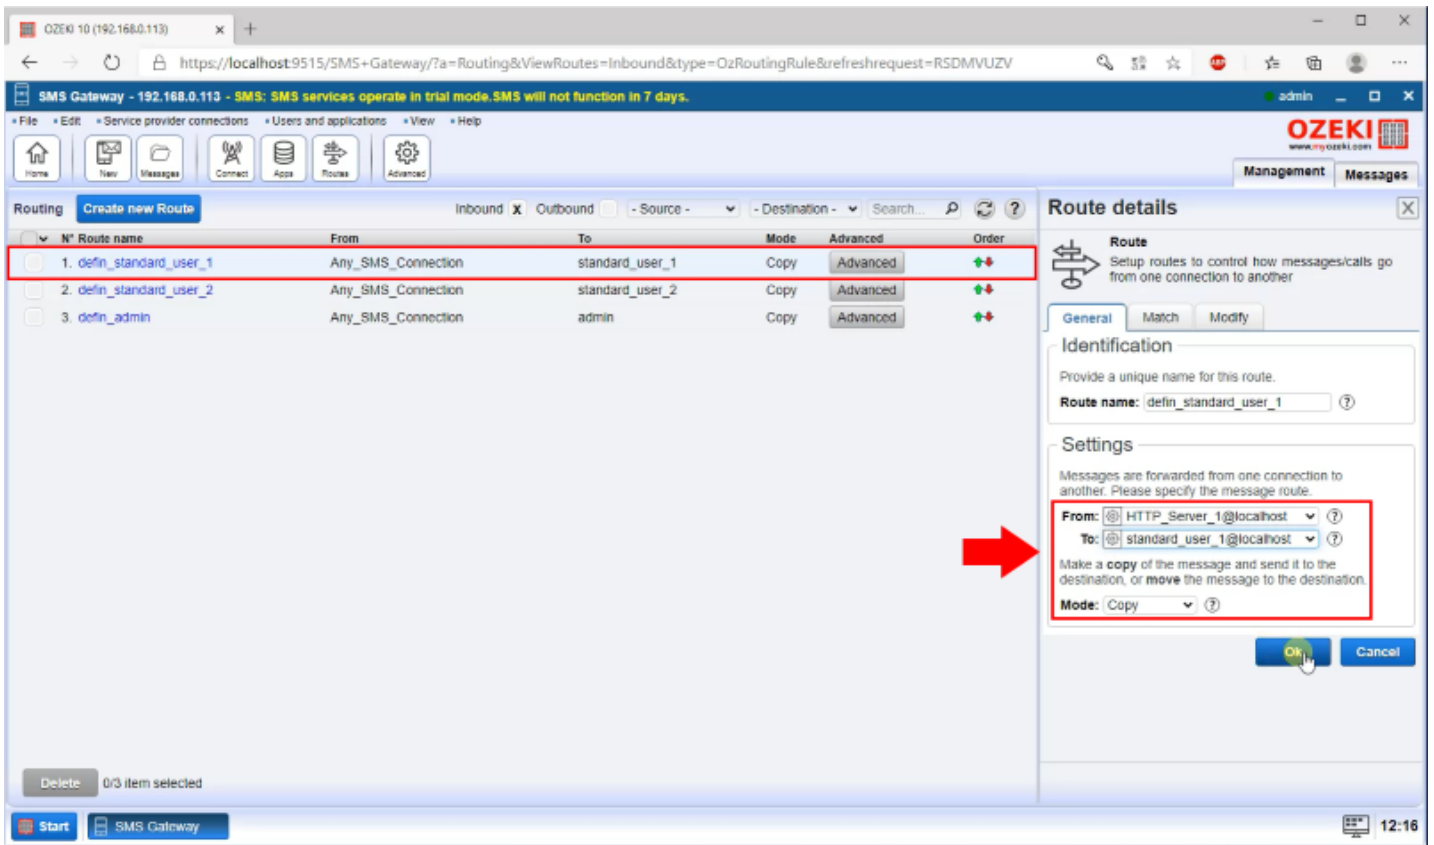 OZEKI 10 (192.168.0.113)
https://localhost:9515/SMS+Gateway/?a=Routing&ViewRoutes=Inbound&type=OzRoutingRule&refreshrequest=RSDMVUZV
SMS Gateway - 192.168.0.113 - SMS: SMS services operate in trial mode.SMS will not function in 7 days.
admin
File Edit Service provider connections Users and applications View Help
Home New Messages Connect Apps Routes Advanced
OZEKI
www.myozeki.com
Management Messages
Routing Create new Route Inbound X Outbound - Source - - Destination - Search... ?
N° Route name From To Mode Advanced Order
1. defin_standard_user_1 Any_SMS_Connection standard_user_1 Copy Advanced
2. defin_standard_user_2 Any_SMS_Connection standard_user_2 Copy Advanced
3. defin_admin Any_SMS_Connection admin Copy Advanced
Delete 0/3 item selected
Route details
Route
Setup routes to control how messages/calls go
from one connection to another
General Match Modify
Identification
Provide a unique name for this route.
Route name: defin_standard_user_1 ?
Settings
Messages are forwarded from one connection to
another. Please specify the message route.
From: HTTP_Server_1@localhost ?
To: standard_user_1@localhost ?
Make a copy of the message and send it to the
destination, or move the message to the destination.
Mode: Copy ?
Ok Cancel
Start SMS Gateway 12:16